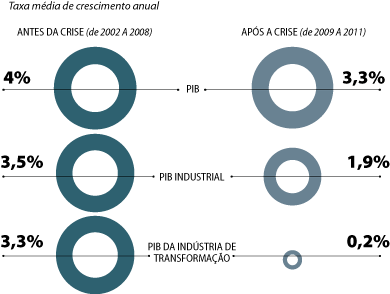 Taxa média de crescimento anual
ANTES DA CRISE (de 2002 A 2008)
APÓS A CRISE (de 2009 A 2011)
4%
PIB
3,3%
3,5%
PIB INDUSTRIAL
1,9%
3,3%
PIB DA INDÚSTRIA DE
TRANSFORMAÇÃO
0,2%